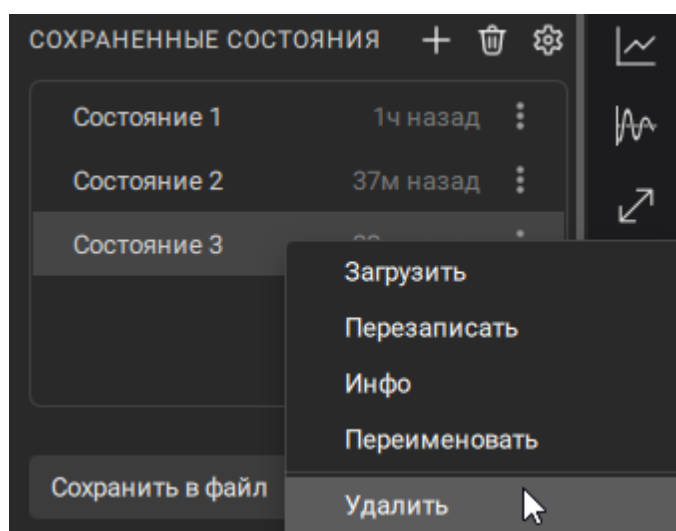 СОХРАНЕННЫЕ СОСТОЯНИЯ
Состояние 1 1ч назад
Состояние 2 37м назад
Состояние 3
Загрузить
Перезаписать
Инфо
Переименовать
Сохранить в файл
Удалить